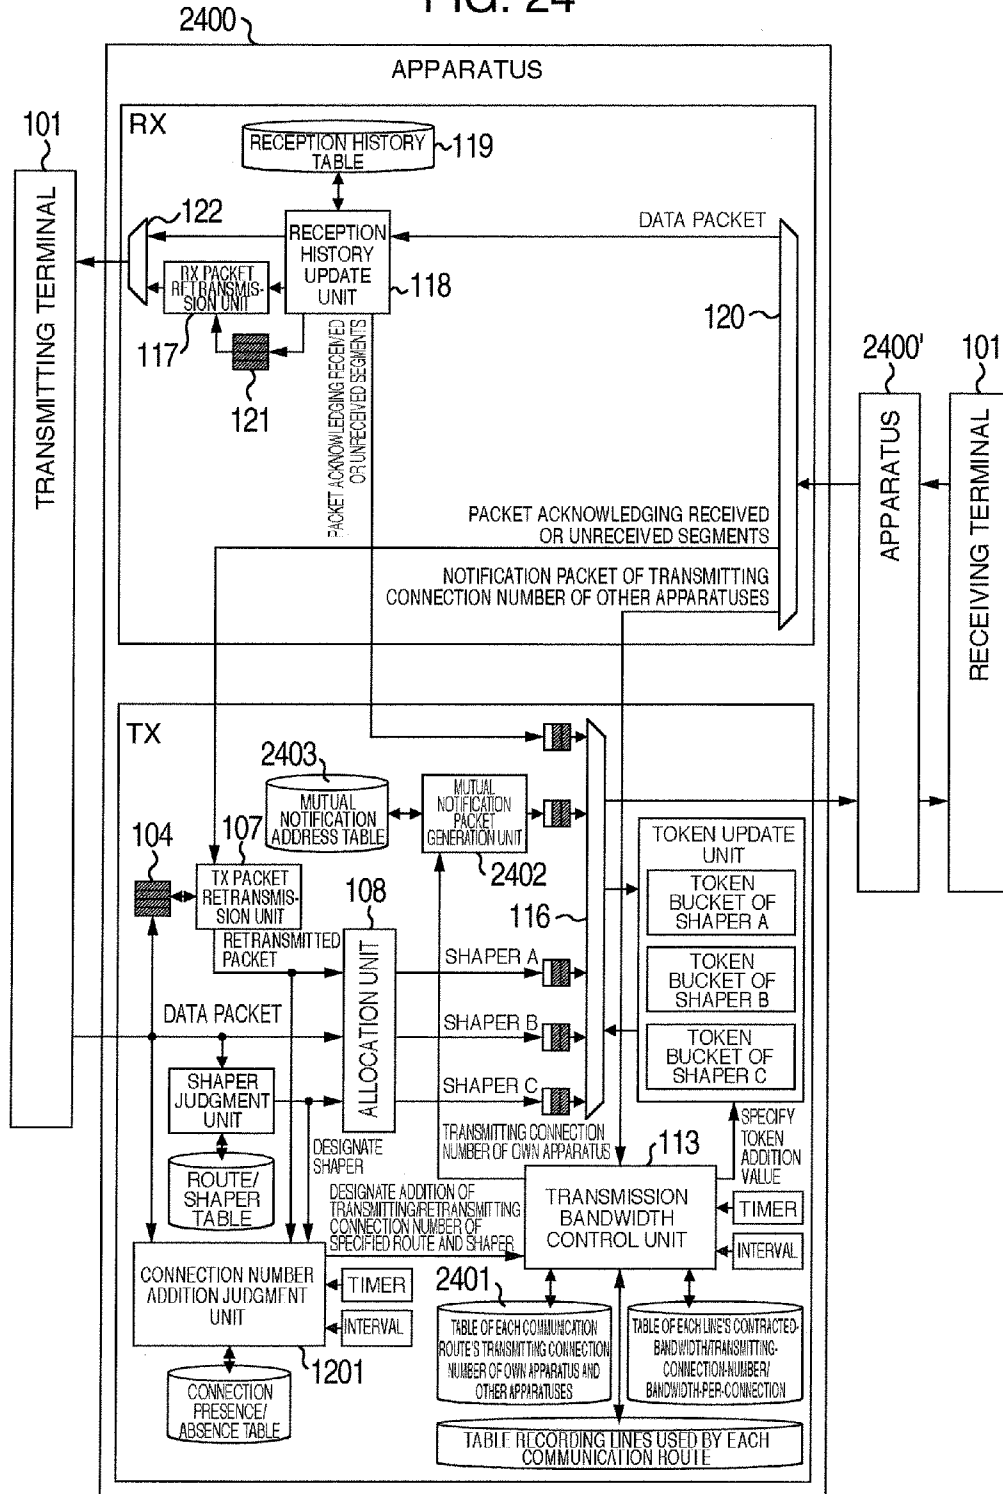 FIG. 24
2400
APPARATUS
101
TRANSMITTING TERMINAL
RX
RECEPTION HISTORY
TABLE
119
122
RECEPTION
HISTORY
UPDATE
UNIT
118
RX PACKET
RETRANSMIS-
SION UNIT
117
121
DATA PACKET
120
PACKET ACKNOWLEDGING RECEIVED
OR UNRECEIVED SEGMENTS
2400'
APPARATUS
101
RECEIVING TERMINAL
PACKET ACKNOWLEDGING RECEIVED
OR UNRECEIVED SEGMENTS
NOTIFICATION PACKET OF TRANSMITTING
CONNECTION NUMBER OF OTHER APPARATUSES
TX
2403
MUTUAL
NOTIFICATION
ADDRESS TABLE
MUTUAL
NOTIFICATION
PACKET
GENERATION UNIT
2402
104
107
TX PACKET
RETRANSMIS-
SION UNIT
RETRANSMITTED
PACKET
108
ALLOCATION UNIT
116
TOKEN UPDATE
UNIT
TOKEN
BUCKET OF
SHAPER A
TOKEN
BUCKET OF
SHAPER B
TOKEN
BUCKET OF
SHAPER C
SHAPER A
SHAPER B
SHAPER C
DATA PACKET
SHAPER
JUDGMENT
UNIT
ROUTE/
SHAPER
TABLE
DESIGNATE
SHAPER
TRANSMITTING CONNECTION
NUMBER OF OWN APPARATUS
113
SPECIFY
TOKEN
ADDITION
VALUE
DESIGNATE ADDITION OF
TRANSMITTING/RETRANSMITTING
CONNECTION NUMBER OF
SPECIFIED ROUTE AND SHAPER
TRANSMISSION
BANDWIDTH
CONTROL UNIT
TIMER
INTERVAL
CONNECTION NUMBER
ADDITION JUDGMENT
UNIT
TIMER
INTERVAL
1201
CONNECTION
PRESENCE/
ABSENCE TABLE
2401
TABLE OF EACH COMMUNICATION
ROUTE'S TRANSMITTING CONNECTION
NUMBER OF OWN APPARATUS AND
OTHER APPARATUSES
TABLE OF EACH LINE'S CONTRACTED-
BANDWIDTH/TRANSMITTING-
CONNECTION-NUMBER/
BANDWIDTH-PER-CONNECTION
TABLE RECORDING LINES USED BY EACH
COMMUNICATION ROUTE